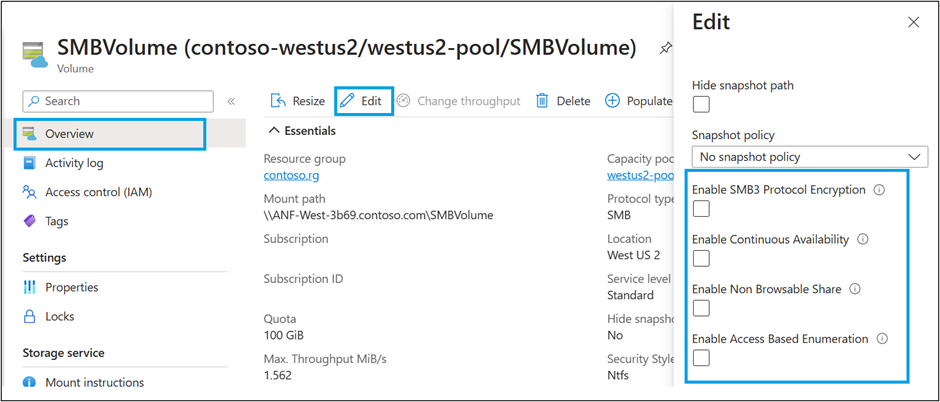 SMBVolume (contoso-westus2/westus2-pool/SMBVolume)
Volume
Search
«
Overview
Activity log
Access control (IAM)
Tags
Settings
Properties
Locks
Storage service
Mount instructions
Resize Edit Change throughput Delete Populate
Essentials
Resource group
contoso.rg
Mount path
\\ANF-West-3b69.contoso.com\SMBVolume
Subscription
Subscription ID
Quota
100 GiB
Max. Throughput MiB/s
1.562
Capacity poo
westus2-poo
Protocol type
SMB
Location
West US 2
Service level
Standard
Hide snapsho
No
Security Style
Ntfs
Edit
Hide snapshot path
Snapshot policy
No snapshot policy
Enable SMB3 Protocol Encryption
Enable Continuous Availability
Enable Non Browsable Share
Enable Access Based Enumeration